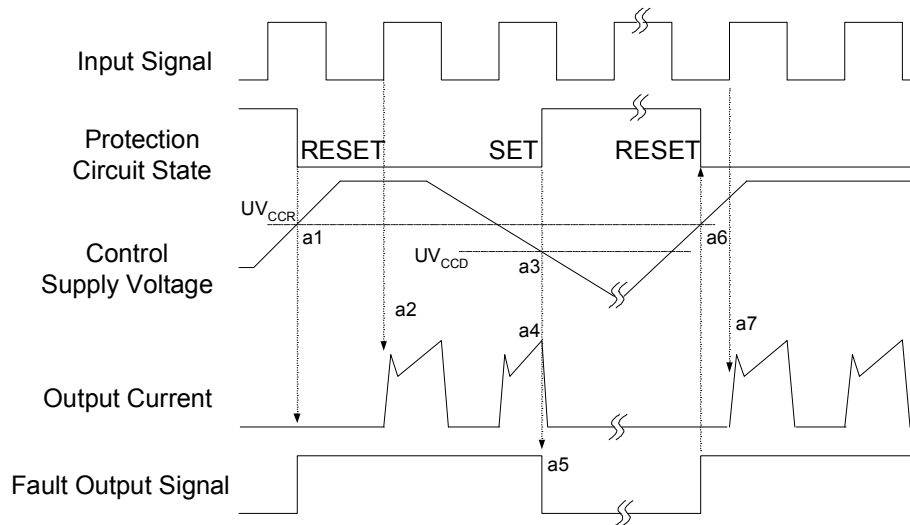 Input Signal
Protection
Circuit State
RESET
SET
RESET
UVCCR
a1
a6
Control
Supply Voltage
UVCCD
a3
a2
a4
a7
Output Current
a5
Fault Output Signal